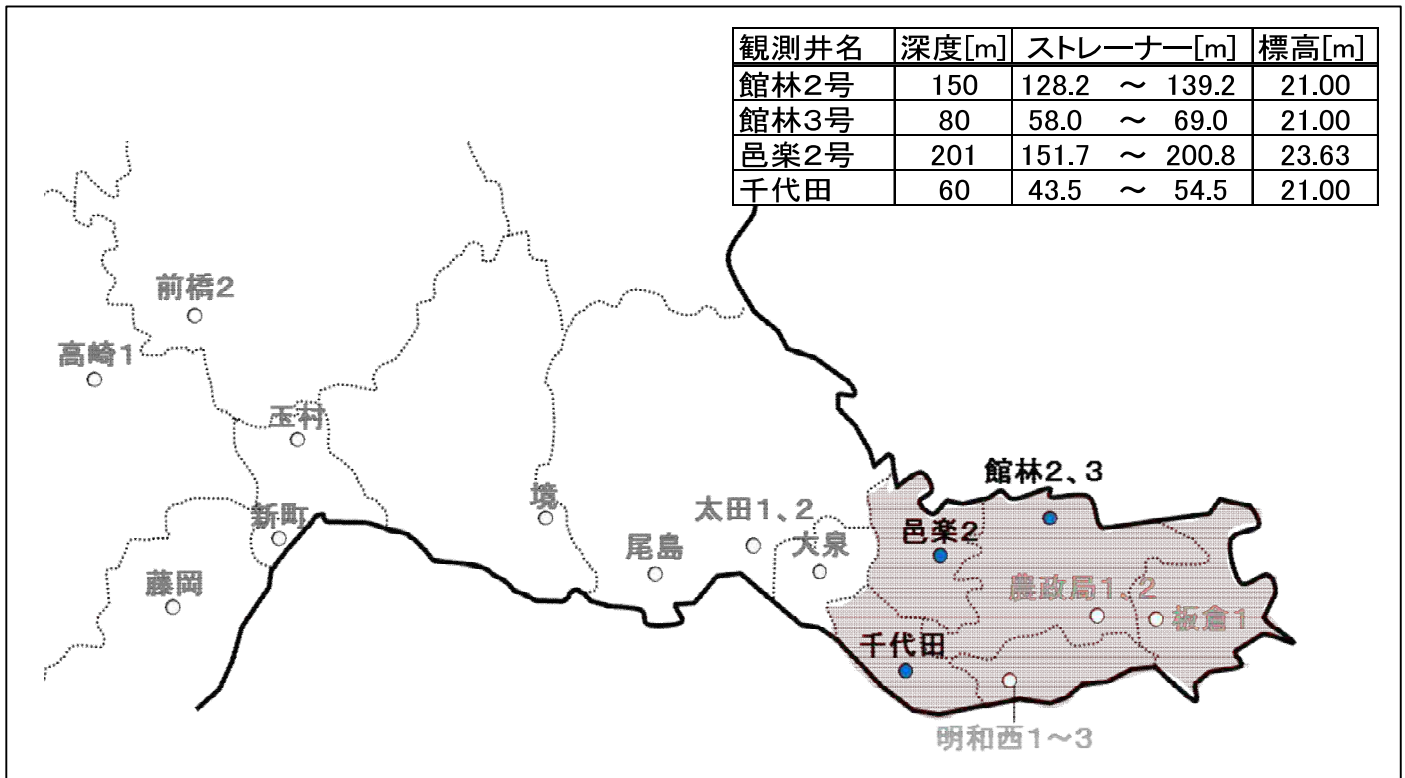 観測井名 深度[m] ストレーナー[m] 標高[m]
館林2号 150 128.2 ～ 139.2 21.00
館林3号 80 58.0 ～ 69.0 21.00
邑楽2号 201 151.7 ～ 200.8 23.63
千代田 60 43.5 ～ 54.5 21.00
前橋2
高崎1
玉村
館林2、3
境
太田1、2
新町
邑楽2
尾島
大泉
藤岡
農政局1、2
板倉1
千代田
明和西1～3